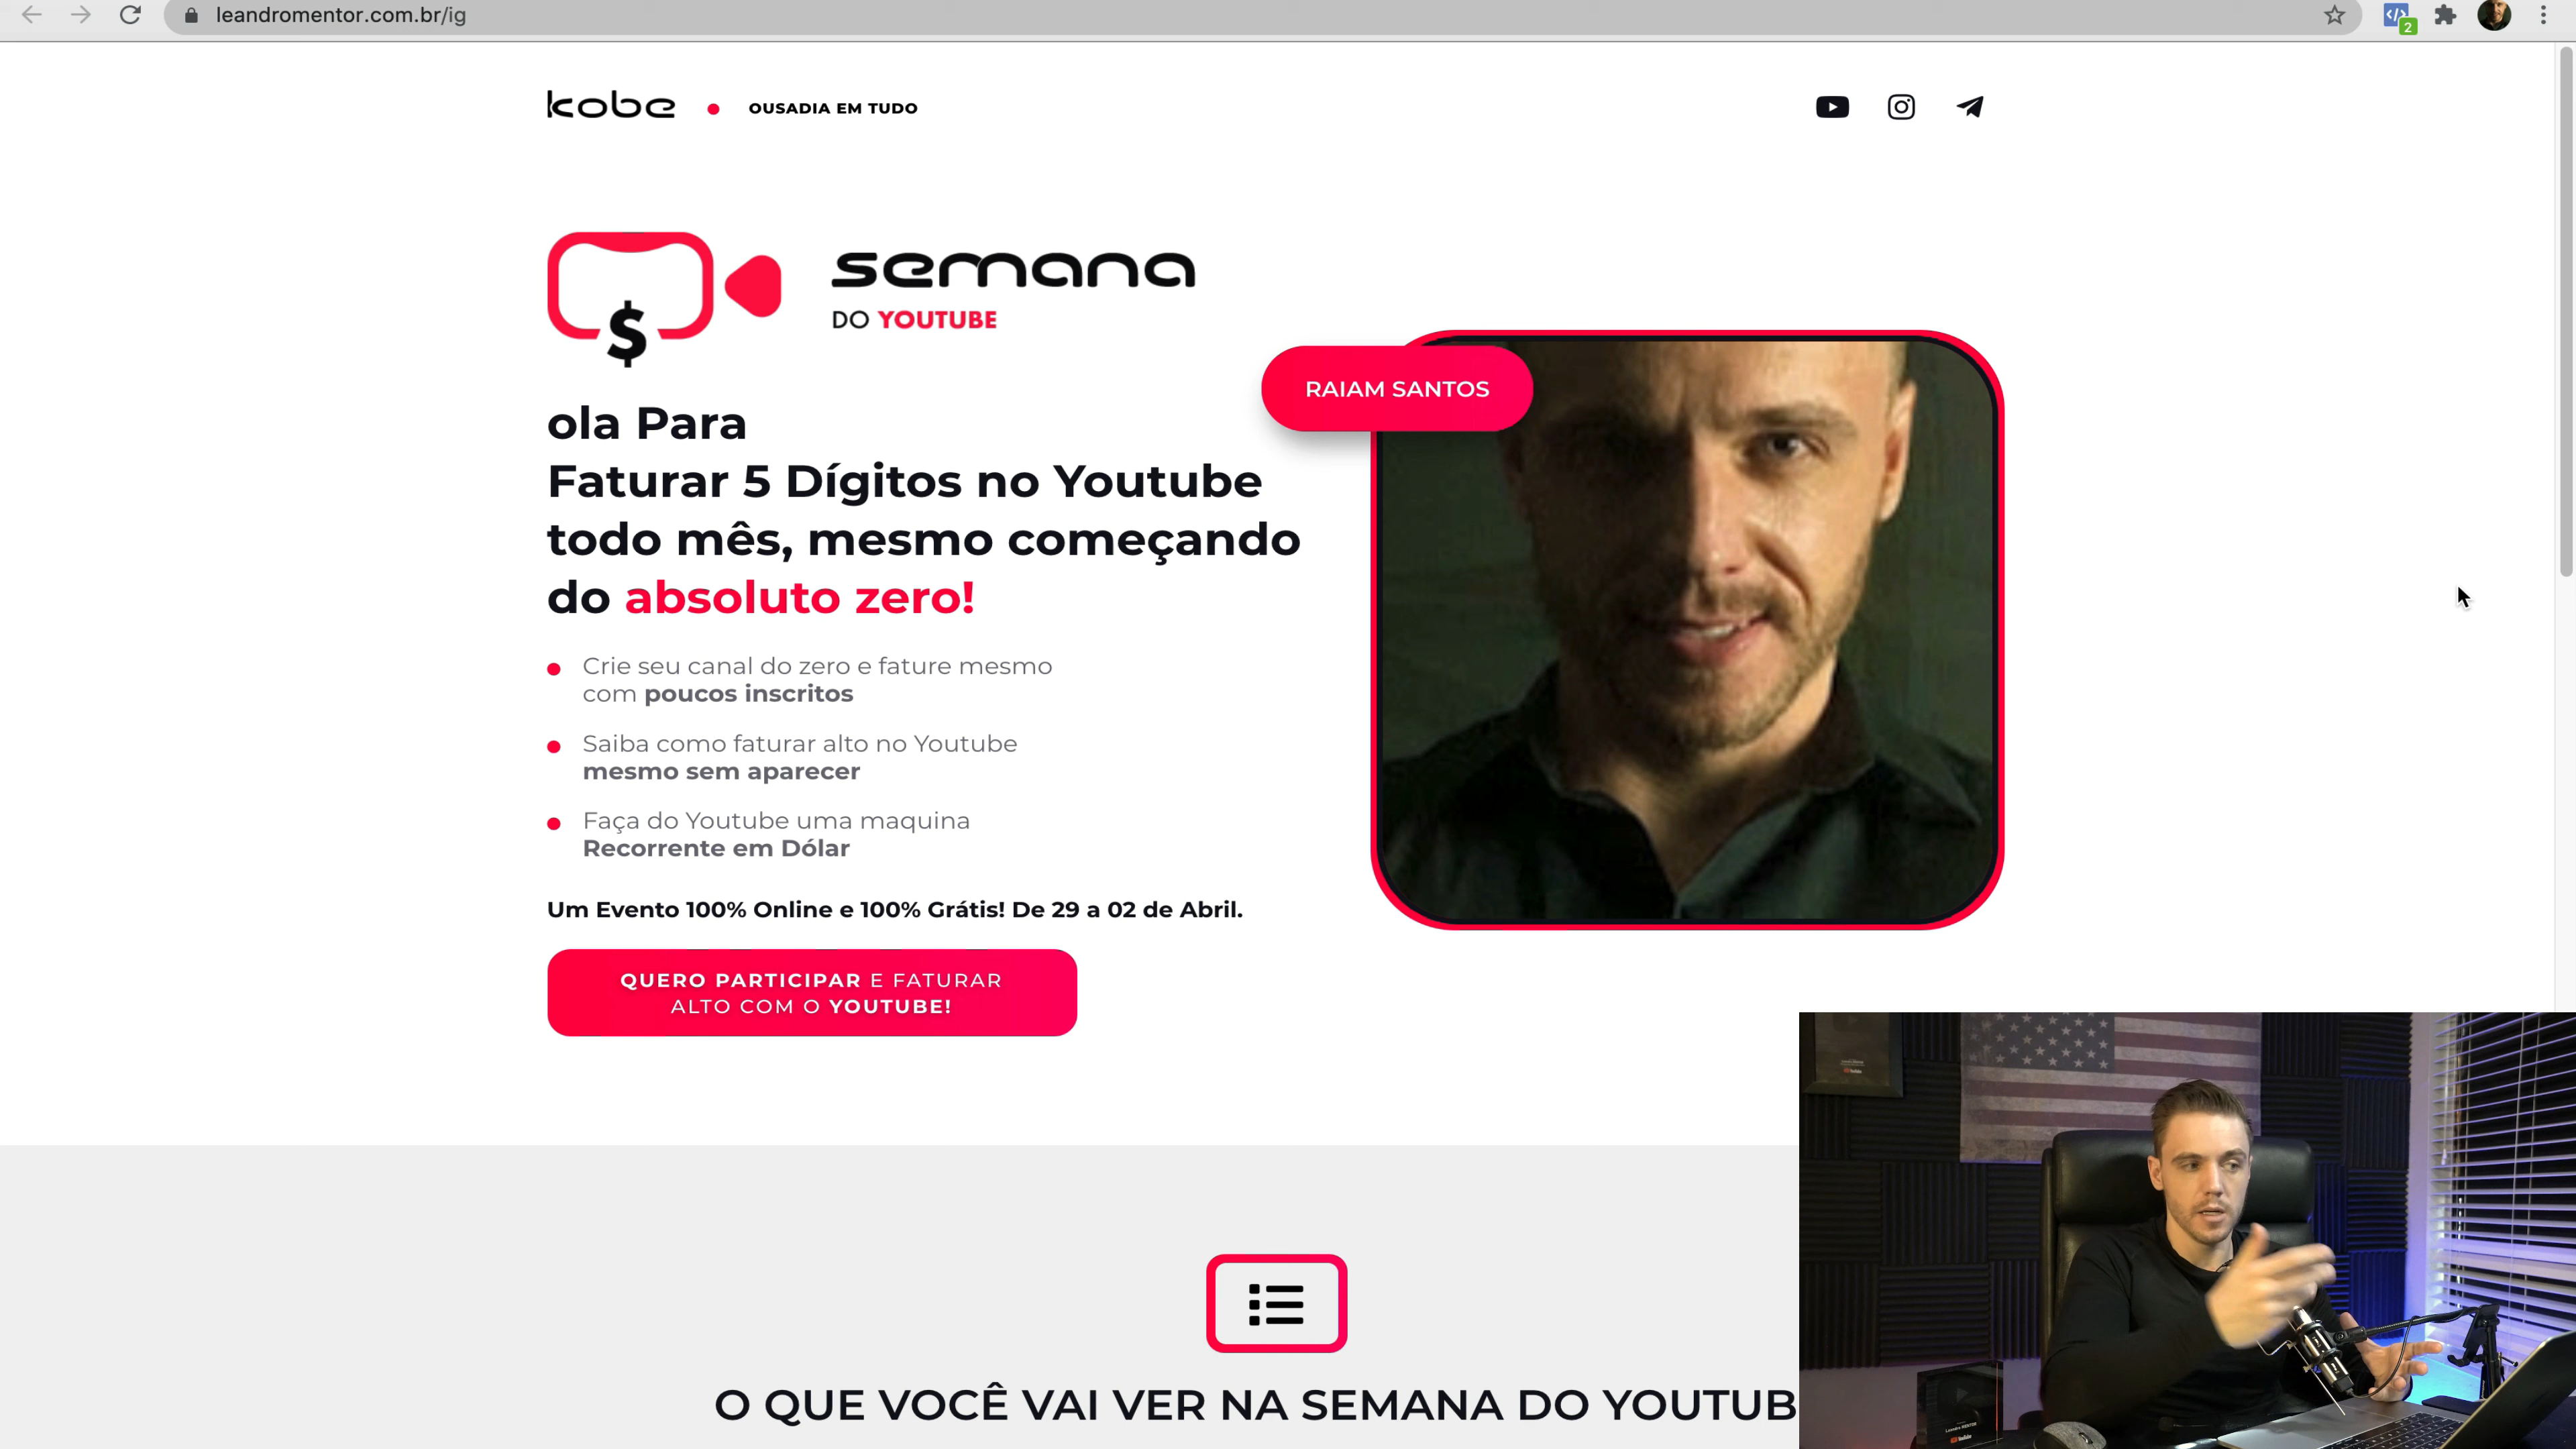 leandromentor.com.br/ig
2
kobe
OUSADIA EM TUDO
semana
DO YOUTUBE
RAIAM SANTOS
ola Para
Faturar 5 Dígitos no Youtube
todo mês, mesmo começando
do absoluto zero!
Crie seu canal do zero e fature mesmo
com poucos inscritos
Saiba como faturar alto no Youtube
mesmo sem aparecer
Faça do Youtube uma maquina
Recorrente em Dólar
Um Evento 100% Online e 100% Grátis! De 29 a 02 de Abril.
QUERO PARTICIPAR E FATURAR
ALTO COM O YOUTUBE!
O QUE VOCÊ VAI VER NA SEMANA DO YOUTUB